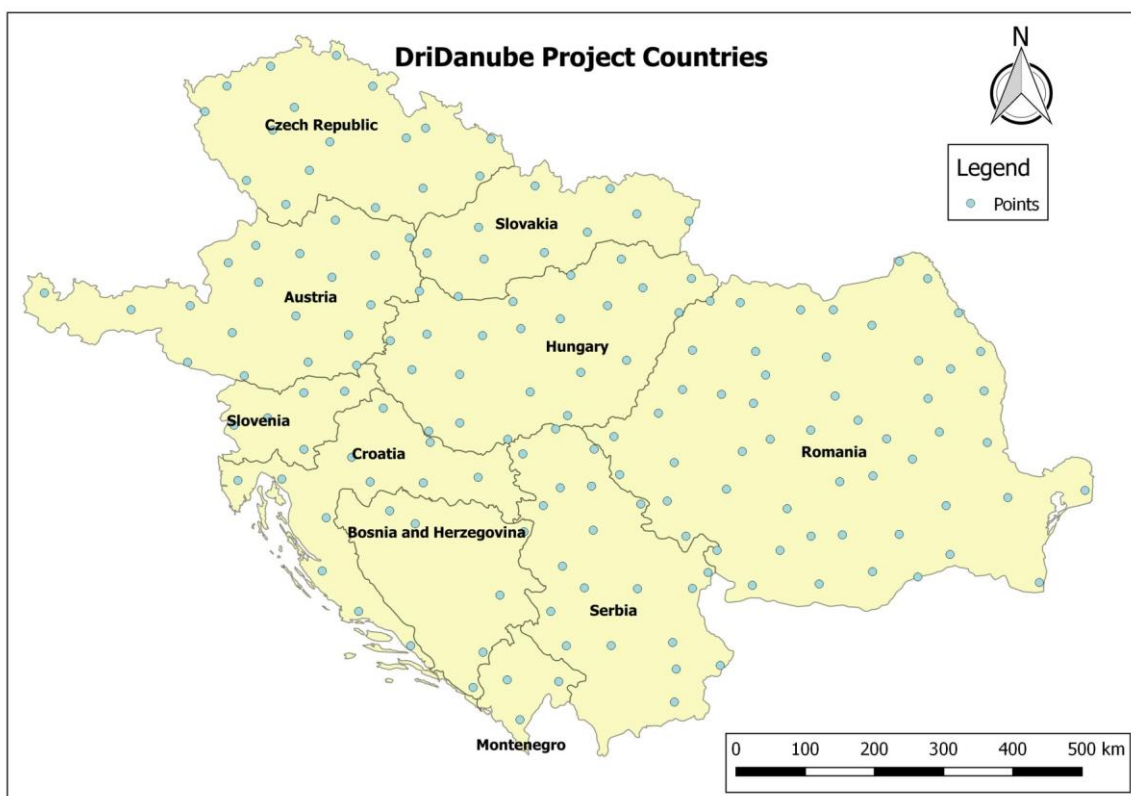 DriDanube Project Countries
N
Legend
Points
Czech Republic
Slovakia
Austria
Hungary
Slovenia
Croatia
Romania
Bosnia and Herzegovina
Serbia
Montenegro
0 100 200 300 400 500 km